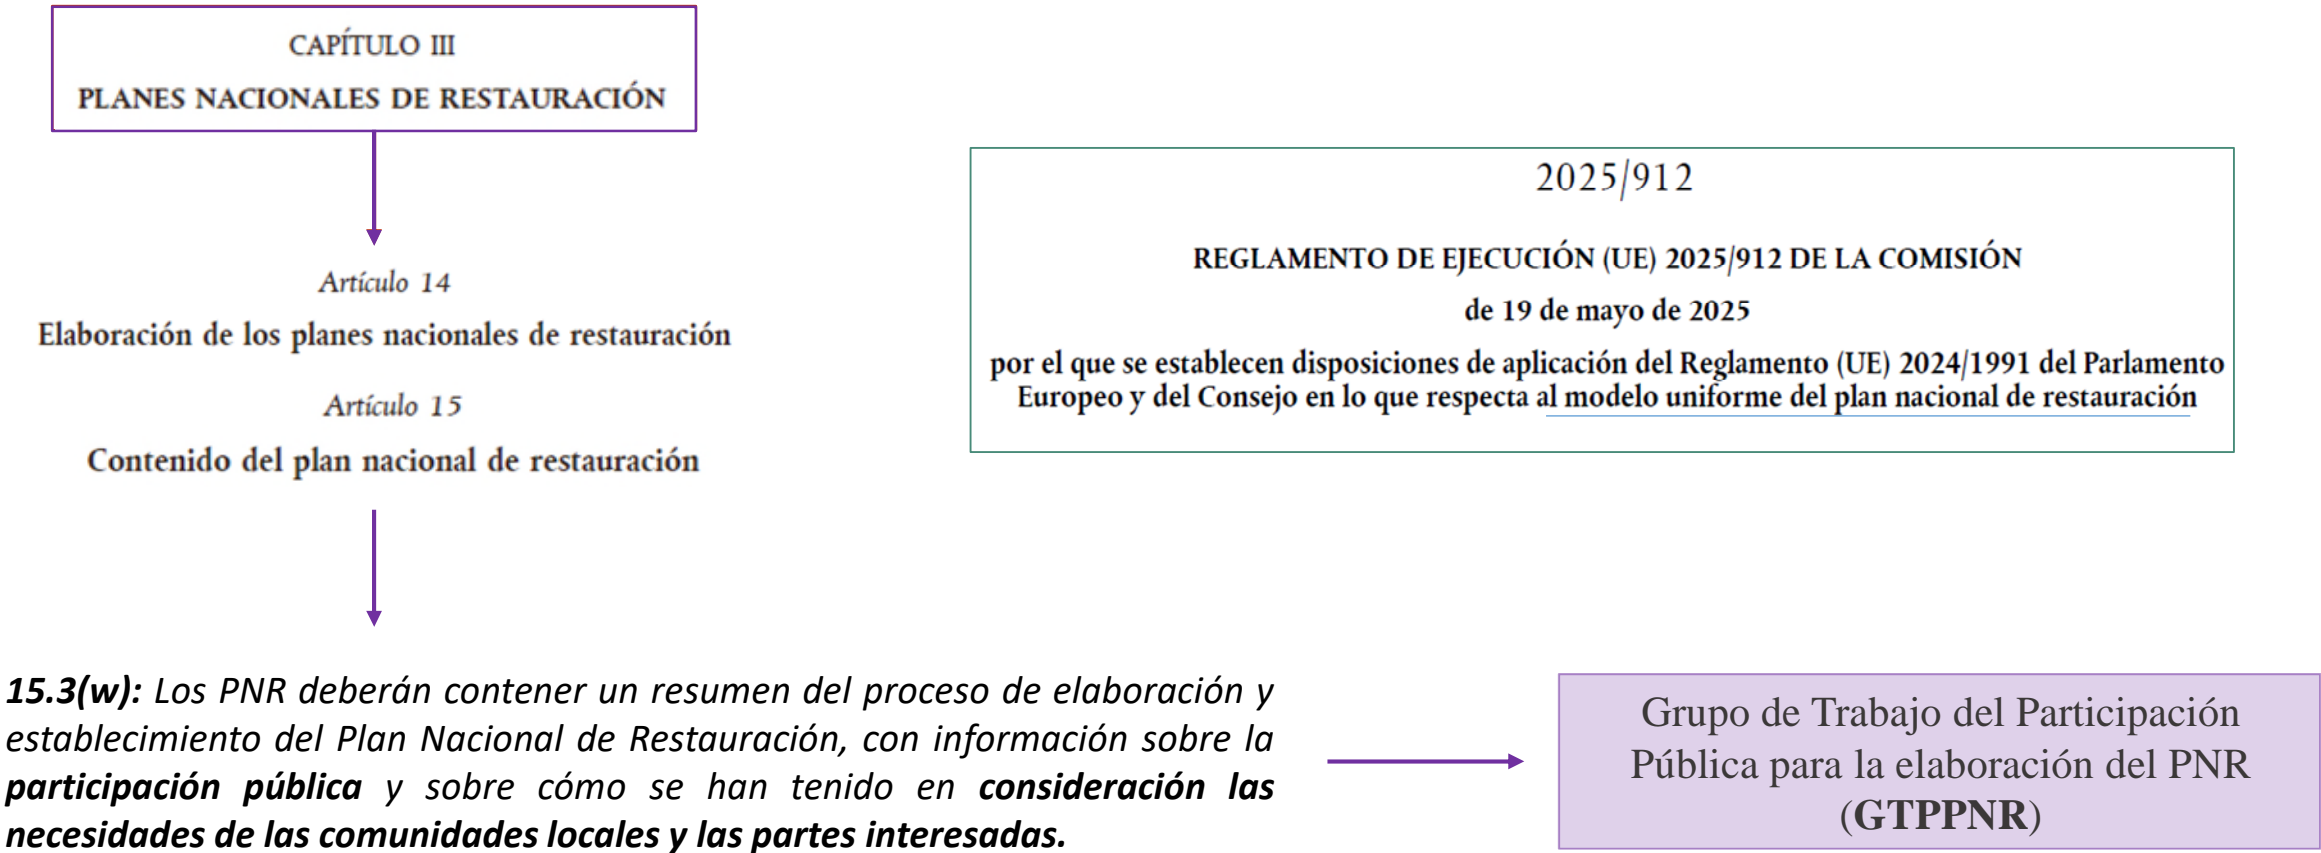 CAPÍTULO III
PLANES NACIONALES DE RESTAURACIÓN
Artículo 14
Elaboración de los planes nacionales de restauración
Artículo 15
Contenido del plan nacional de restauración
2025/912
REGLAMENTO DE EJECUCIÓN (UE) 2025/912 DE LA COMISIÓN
de 19 de mayo de 2025
por el que se establecen disposiciones de aplicación del Reglamento (UE) 2024/1991 del Parlamento
Europeo y del Consejo en lo que respecta al modelo uniforme del plan nacional de restauración
15.3(w): Los PNR deberán contener un resumen del proceso de elaboración y
establecimiento del Plan Nacional de Restauración, con información sobre la
participación pública y sobre cómo se han tenido en consideración las
necesidades de las comunidades locales y las partes interesadas.
Grupo de Trabajo del Participación
Pública para la elaboración del PNR
(GTPPNR)